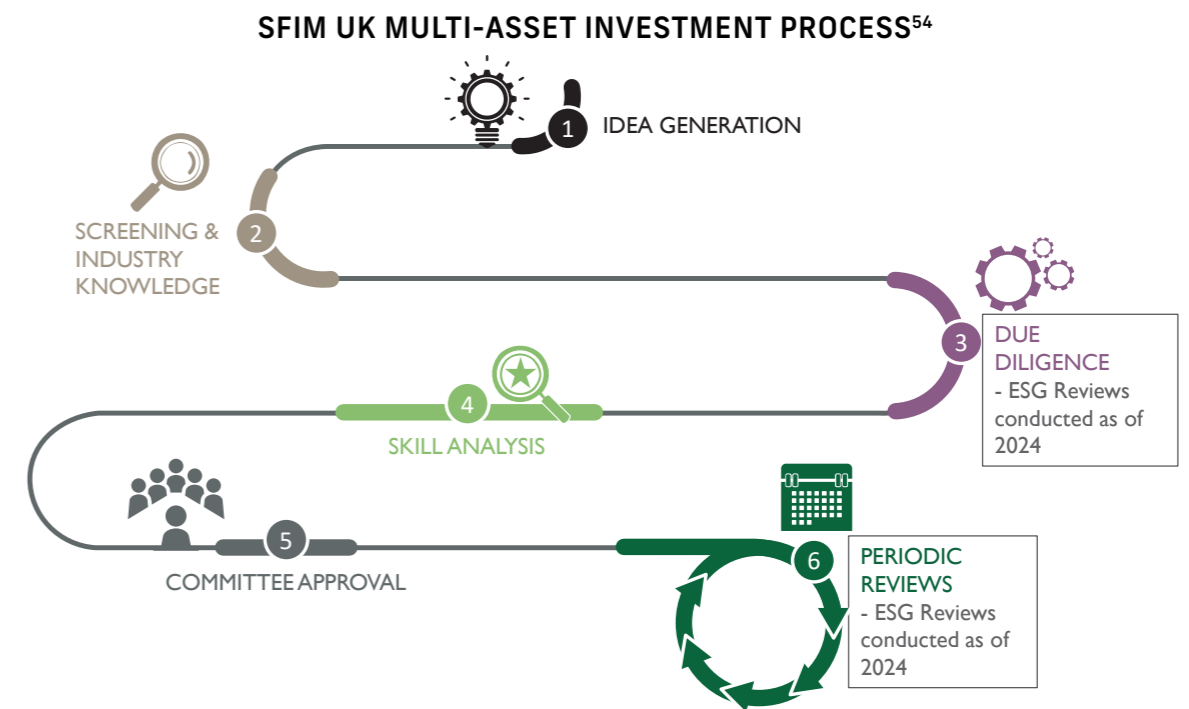 SFIM UK MULTI-ASSET INVESTMENT PROCESS54
1
IDEA GENERATION
2
SCREENING &
INDUSTRY
KNOWLEDGE
3
DUE
DILIGENCE
- ESG Reviews
conducted as of
2024
4
SKILL ANALYSIS
5
COMMITTEE APPROVAL
6
PERIODIC
REVIEWS
- ESG Reviews
conducted as of
2024